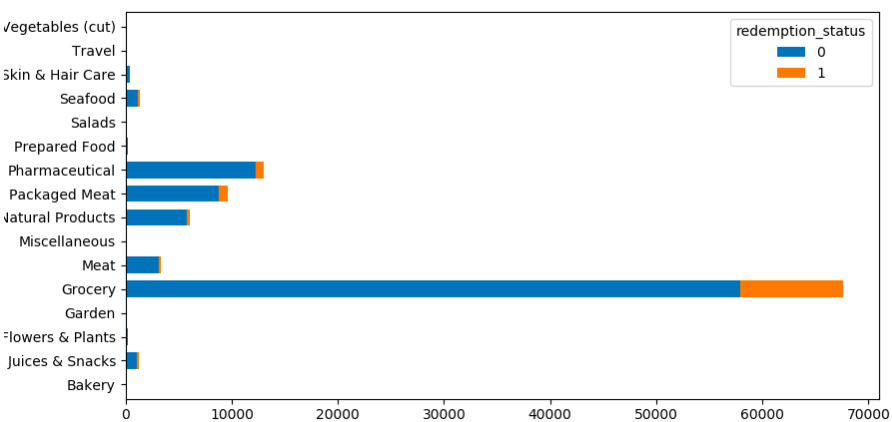 redemption_status
0
1
Vegetables (cut)
Travel
Skin & Hair Care
Seafood
Salads
Prepared Food
Pharmaceutical
Packaged Meat
Natural Products
Miscellaneous
Meat
Grocery
Garden
Flowers & Plants
Juices & Snacks
Bakery
0 10000 20000 30000 40000 50000 60000 70000